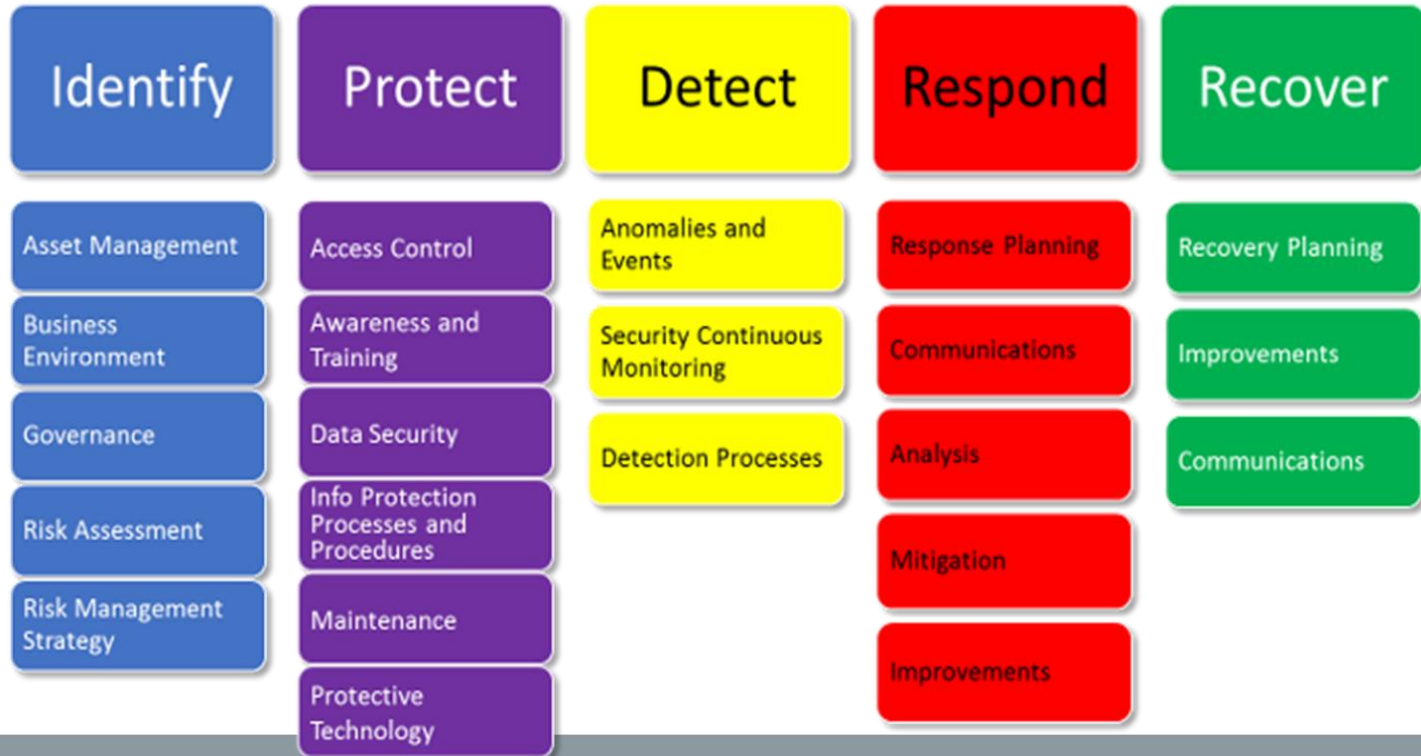 Identify
Protect
Detect
Respond
Recover
Asset Management
Business
Environment
Governance
Risk Assessment
Risk Management
Strategy
Access Control
Awareness and
Training
Data Security
Info Protection
Processes and
Procedures
Maintenance
Protective
Technology
Anomalies and
Events
Security Continuous
Monitoring
Detection Processes
Response Planning
Communications
Analysis
Mitigation
Improvements
Recovery Planning
Improvements
Communications